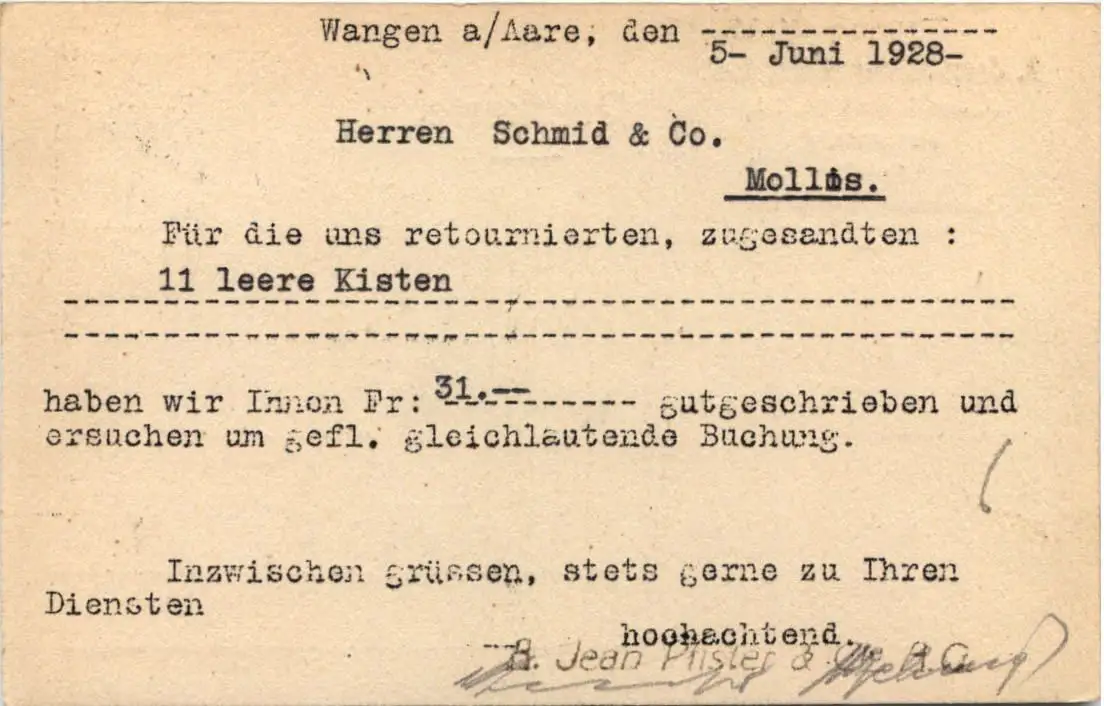 Wangen a/Aare, den ---------------
5- Juni 1928-
Herren Schmid & Co.
Mollis.
Für die uns retournierten, zugesandten :
11 leere Kisten
haben wir Ihnen Fr: 31.-- gutgeschrieben und
ersuchen um gefl. gleichlautende Buchung.
Inzwischen grüssen, stets gerne zu Ihren
Diensten
hochachtend.
Jean Pfister & Cie